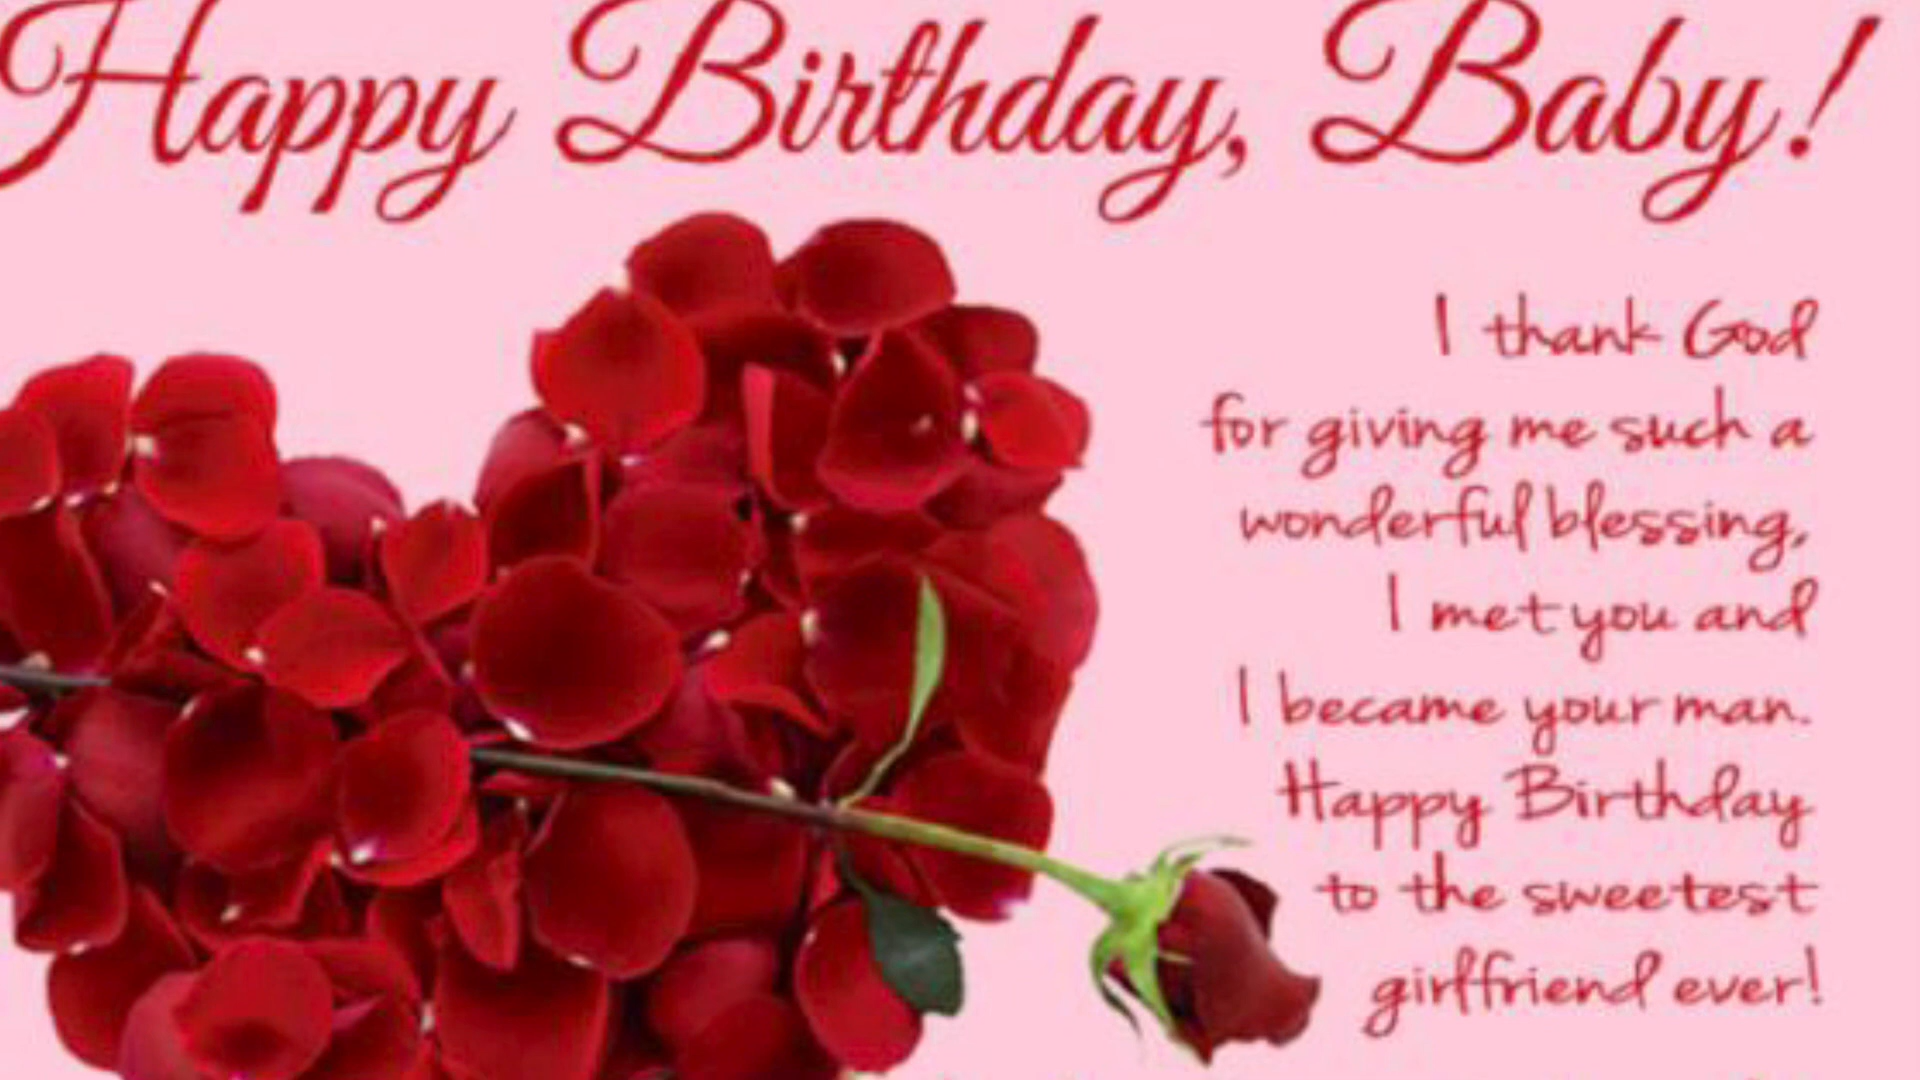 Happy Birthday, Baby!
I thank God
for giving me such a
wonderful blessing,
I met you and
I became your man.
Happy Birthday
to the sweetest
girlfriend ever!